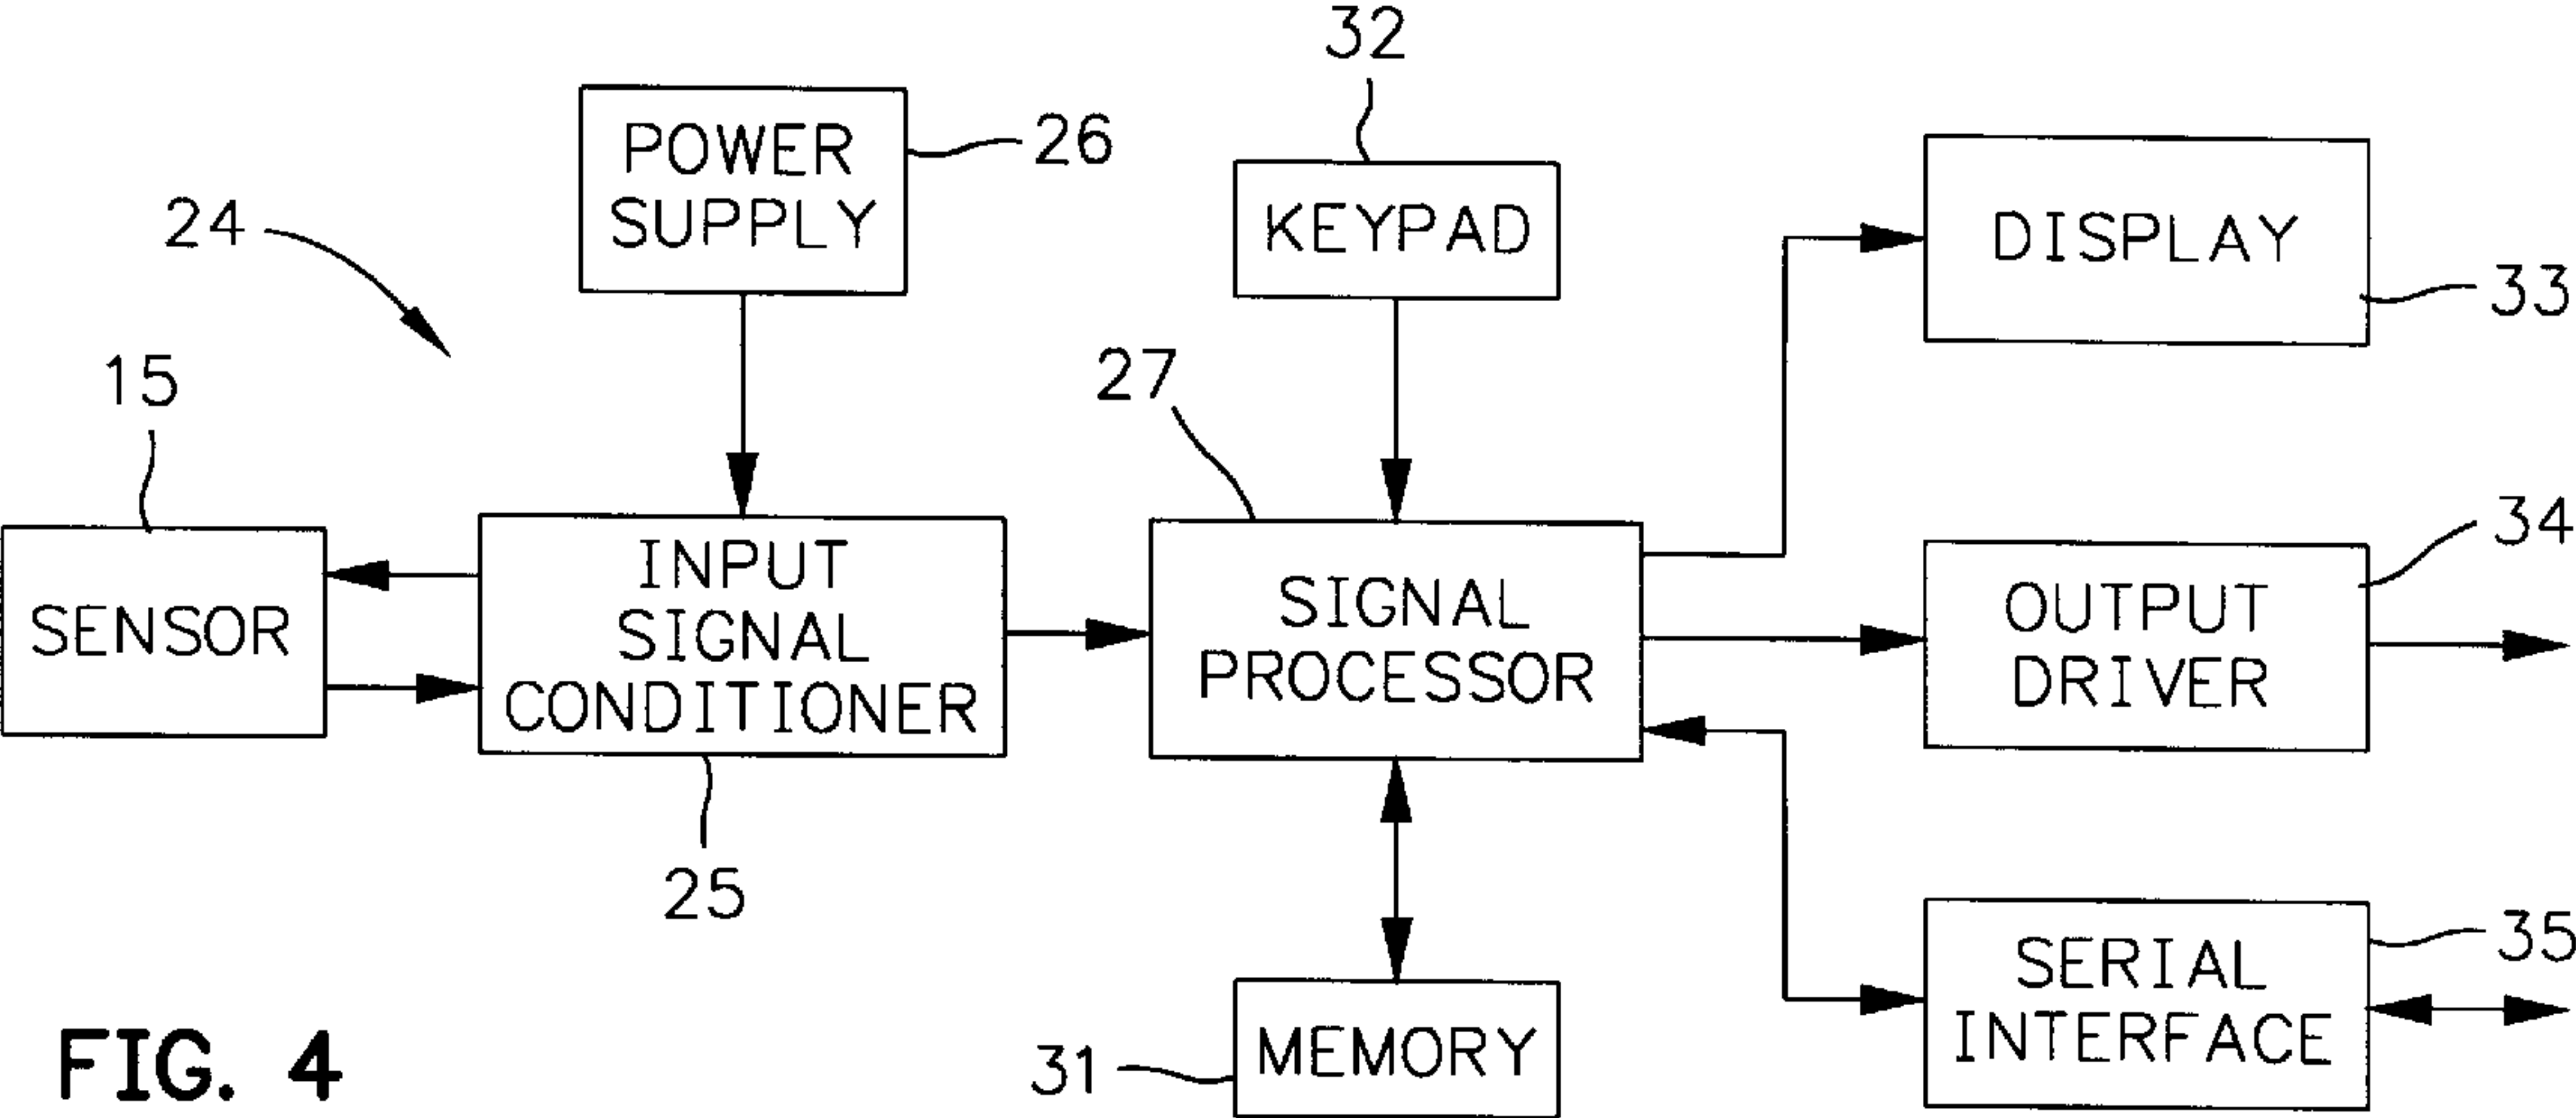 32
POWER
SUPPLY
26
KEYPAD
24
DISPLAY
33
15
27
34
SENSOR
INPUT
SIGNAL
CONDITIONER
SIGNAL
PROCESSOR
OUTPUT
DRIVER
25
35
SERIAL
INTERFACE
31
MEMORY
FIG. 4